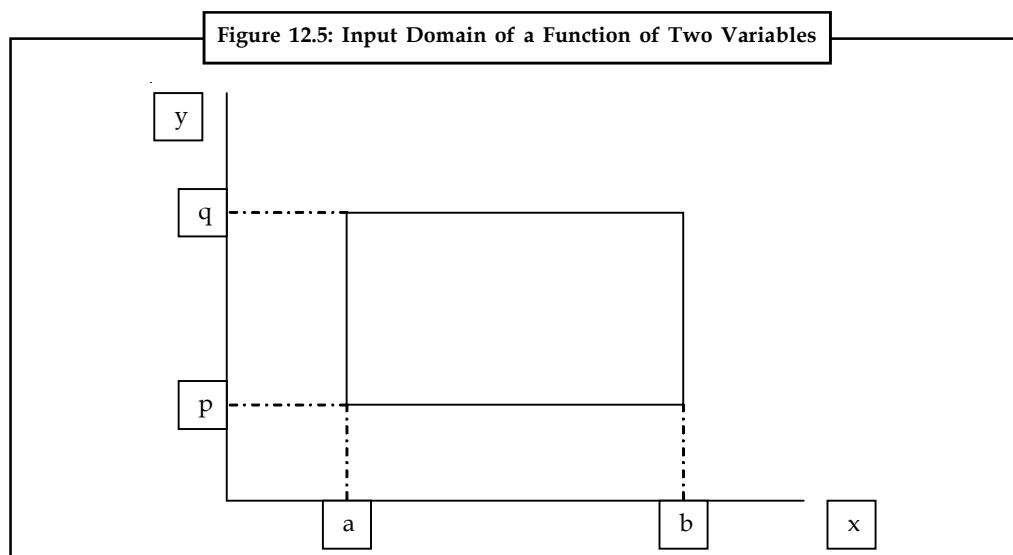 Figure 12.5: Input Domain of a Function of Two Variables
y
q
p
a
b
x